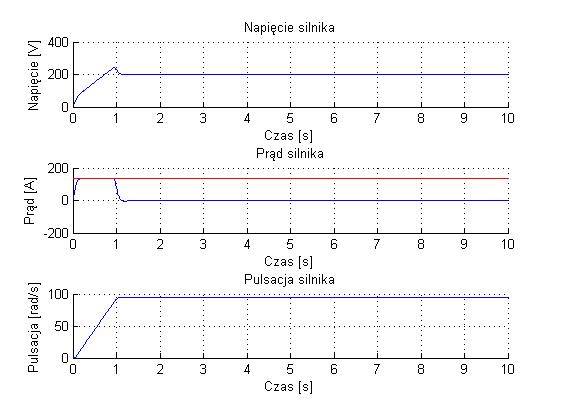 Napięcie silnika
Napięcie [V]
400
200
0
0 1 2 3 4 5 6 7 8 9 10
Czas [s]
Prąd silnika
Prąd [A]
200
0
-200
0 1 2 3 4 5 6 7 8 9 10
Czas [s]
Pulsacja silnika
Pulsacja [rad/s]
100
50
0
0 1 2 3 4 5 6 7 8 9 10
Czas [s]